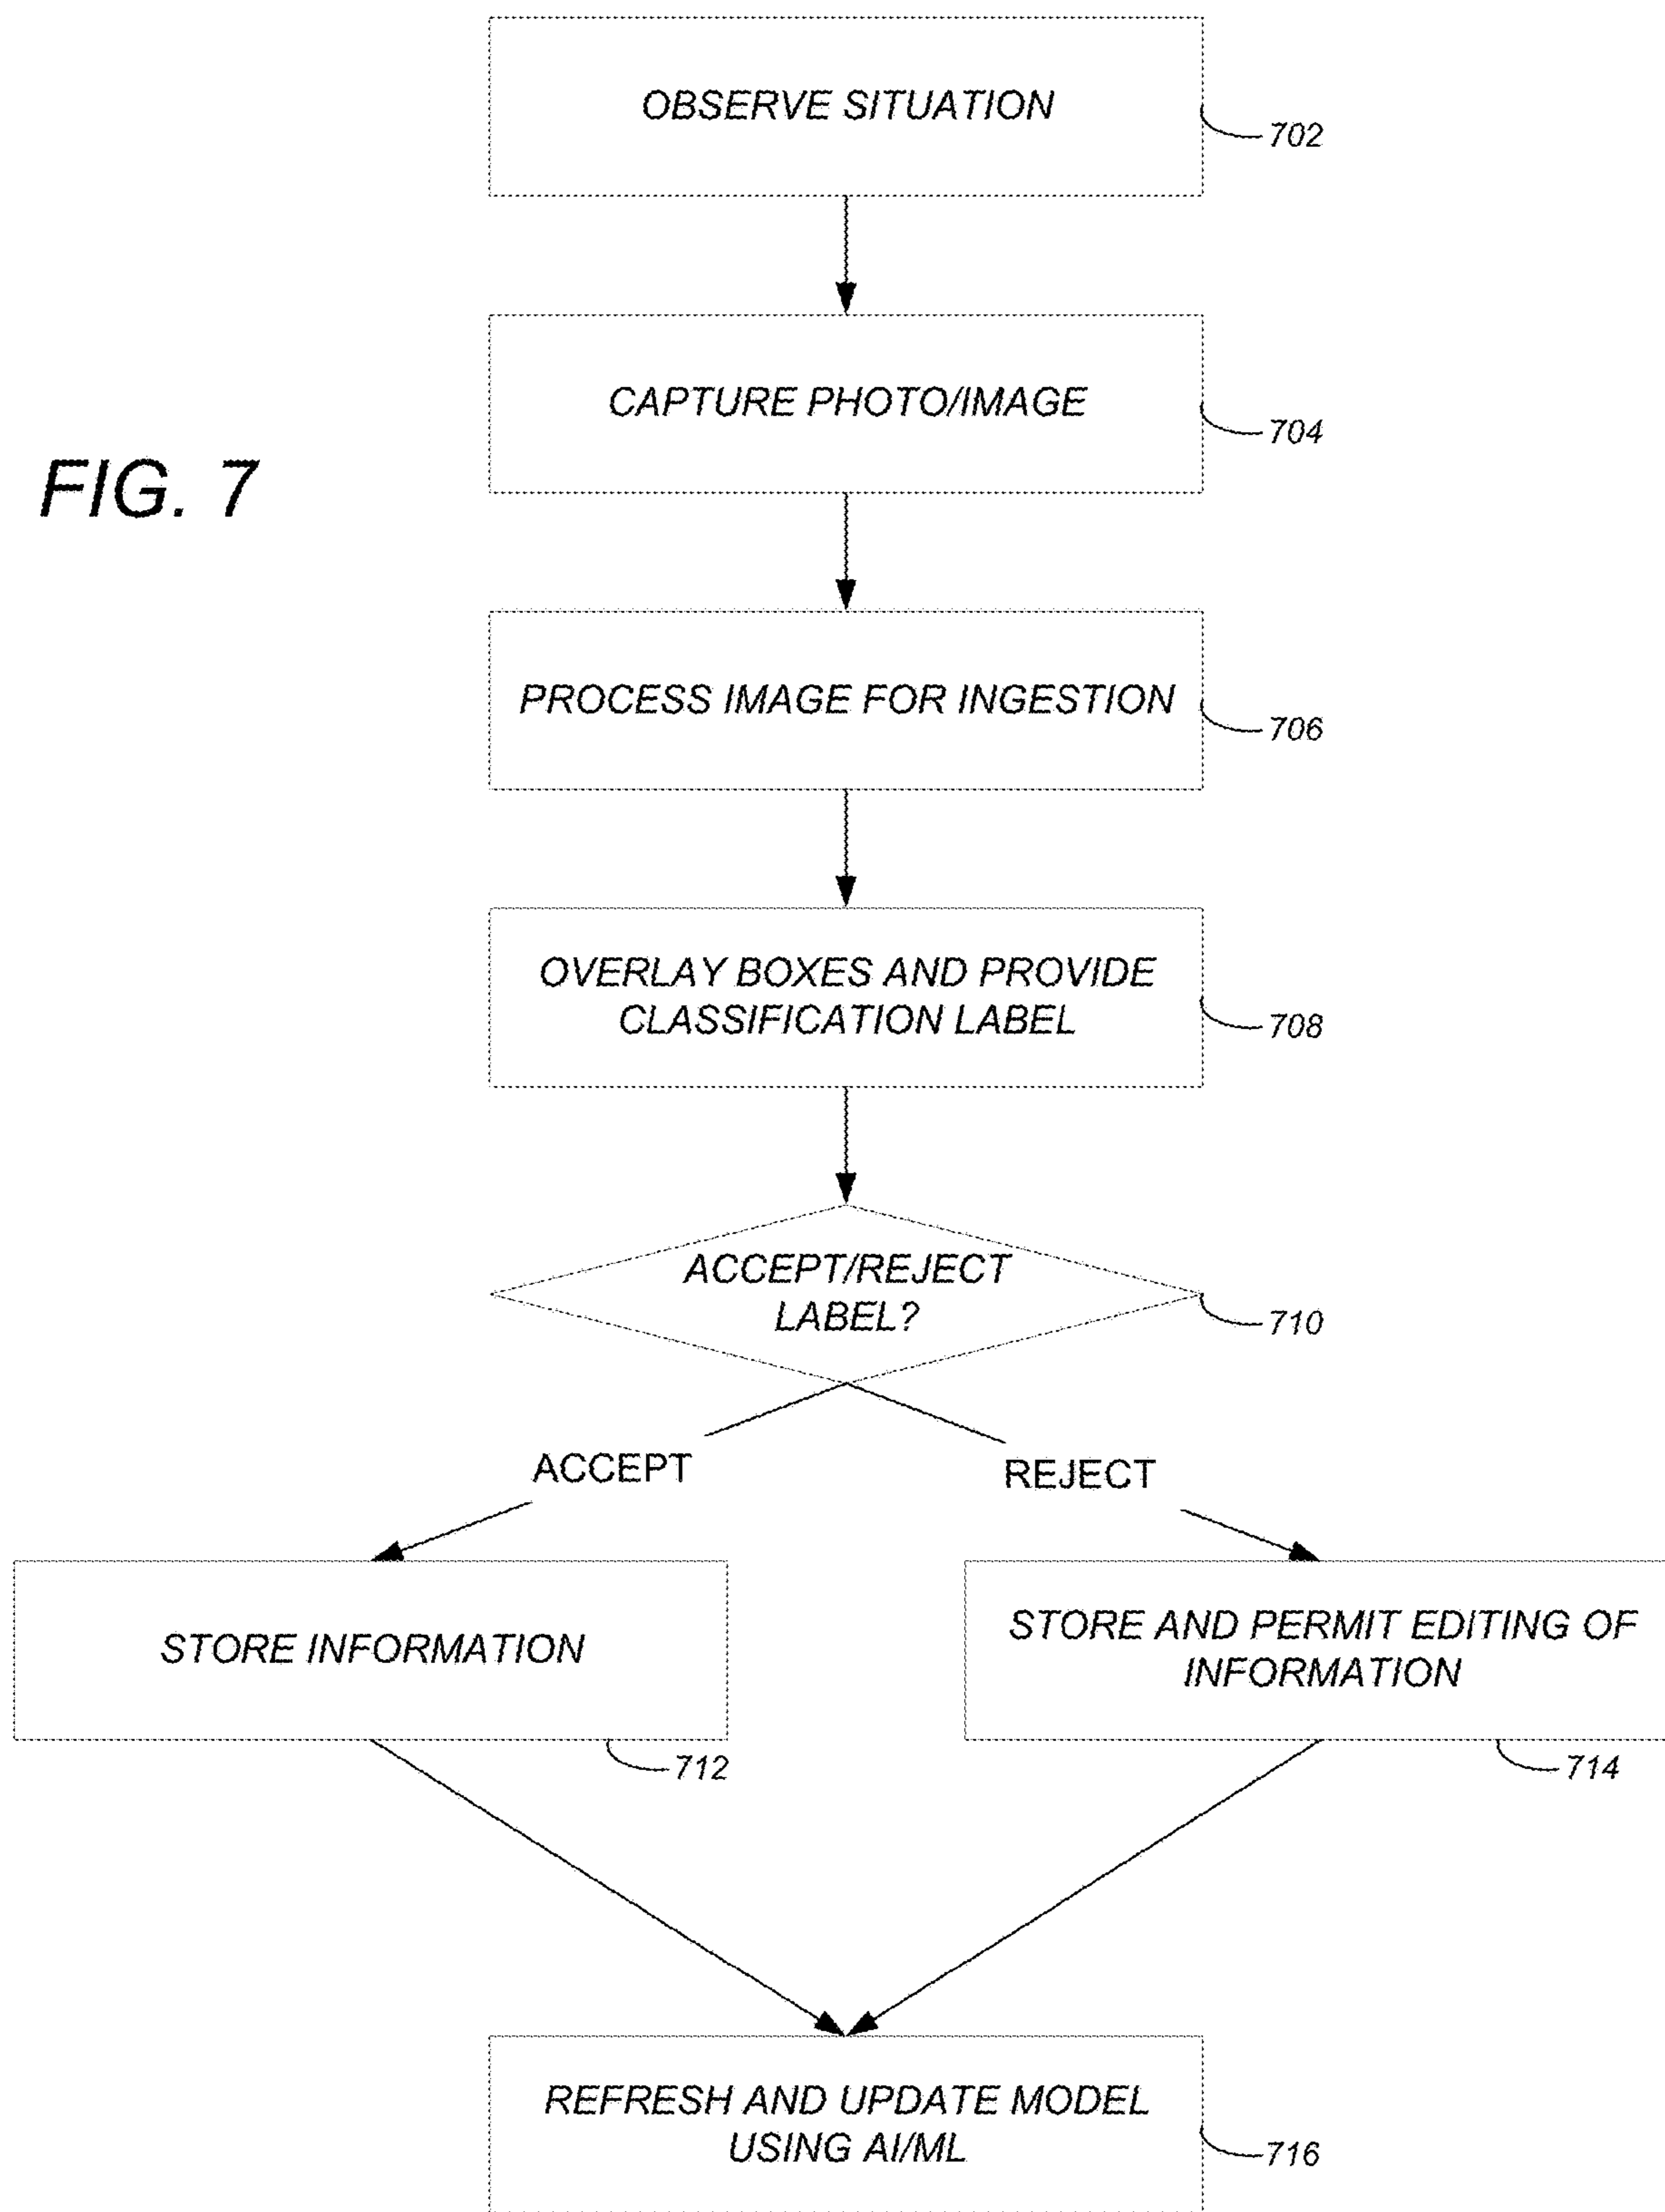 OBSERVE SITUATION
702
CAPTURE PHOTO/IMAGE
704
FIG. 7
PROCESS IMAGE FOR INGESTION
706
OVERLAY BOXES AND PROVIDE
CLASSIFICATION LABEL
708
ACCEPT/REJECT
LABEL?
710
ACCEPT
REJECT
STORE INFORMATION
712
STORE AND PERMIT EDITING OF
INFORMATION
714
REFRESH AND UPDATE MODEL
USING AI/ML
716